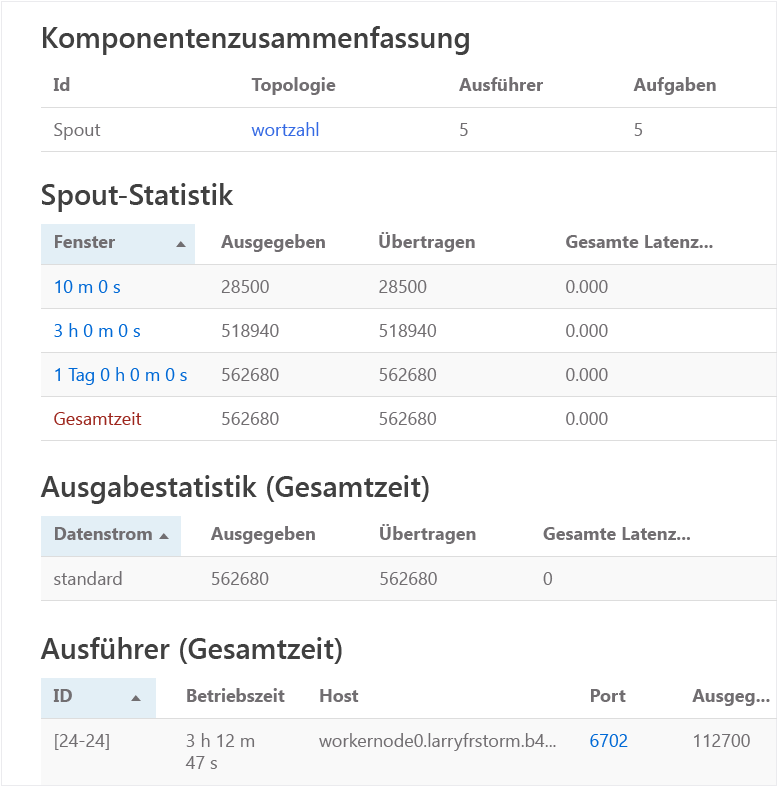 Komponentenzusammenfassung
Id Topologie Ausführer Aufgaben
Spout wortzahl 5 5
Spout-Statistik
Fenster Ausgegeben Übertragen Gesamte Latenz...
10 m 0 s 28500 28500 0.000
3 h 0 m 0 s 518940 518940 0.000
1 Tag 0 h 0 m 0 s 562680 562680 0.000
Gesamtzeit 562680 562680 0.000
Ausgabestatistik (Gesamtzeit)
Datenstrom Ausgegeben Übertragen Gesamte Latenz...
standard 562680 562680 0
Ausführer (Gesamtzeit)
ID Betriebszeit Host Port Ausgeg...
[24-24] 3 h 12 m workernode0.larryfrstorm.b4... 6702 112700
47 s